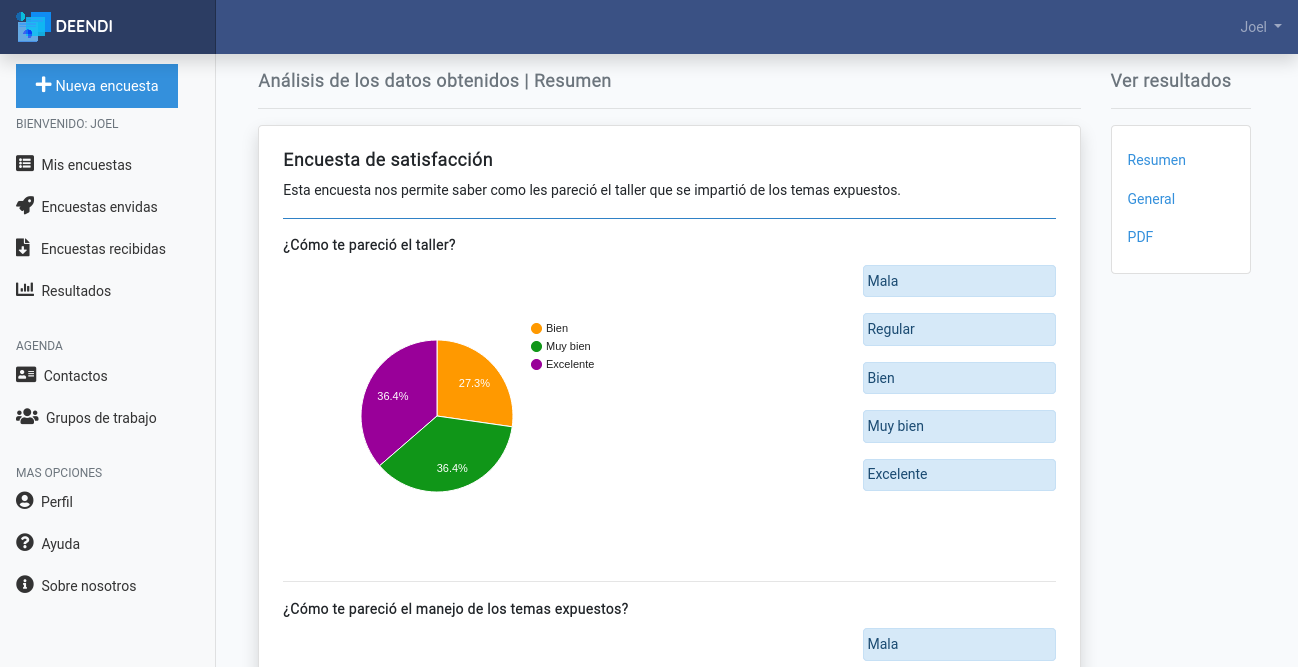 DEENDI
Joel
Nueva encuesta
BIENVENIDO: JOEL
Mis encuestas
Encuestas envidas
Encuestas recibidas
Resultados
AGENDA
Contactos
Grupos de trabajo
MAS OPCIONES
Perfil
Ayuda
Sobre nosotros
Análisis de los datos obtenidos | Resumen
Encuesta de satisfacción
Esta encuesta nos permite saber como les pareció el taller que se impartió de los temas expuestos.
¿Cómo te pareció el taller?
Bien
Muy bien
Excelente
27.3%
36.4%
36.4%
Mala
Regular
Bien
Muy bien
Excelente
¿Cómo te pareció el manejo de los temas expuestos?
Mala
Ver resultados
Resumen
General
PDF